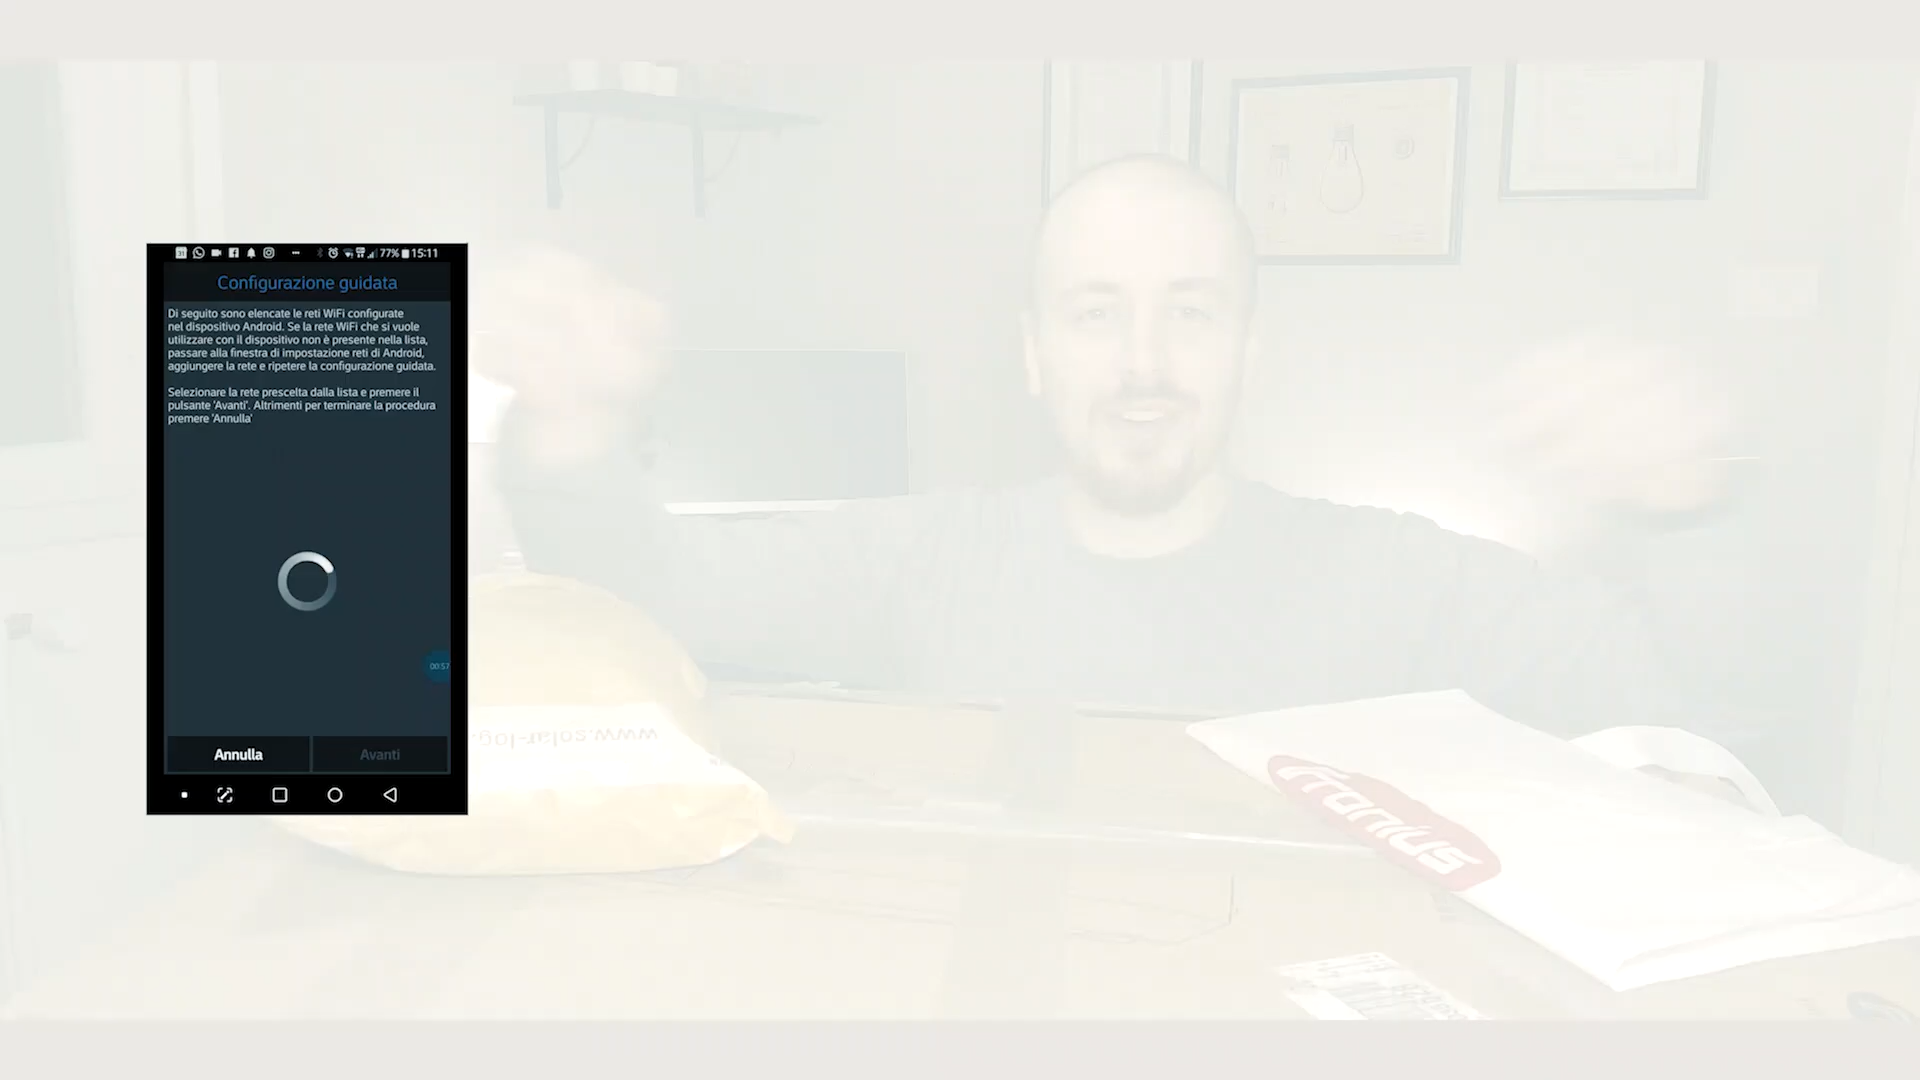 77% 15:11
Configurazione guidata
Di seguito sono elencate le reti WiFi configurate
nel dispositivo Android. Se la rete WiFi che si vuole
utilizzare con il dispositivo non è presente nella lista,
passare alla finestra di impostazione reti di Android,
aggiungere la rete e ripetere la configurazione guidata.
Selezionare la rete prescelta dalla lista e premere il
pulsante 'Avanti'. Altrimenti per terminare la procedura
premere 'Annulla'
00:57
Annulla Avanti
www.solar-log.
Fronius